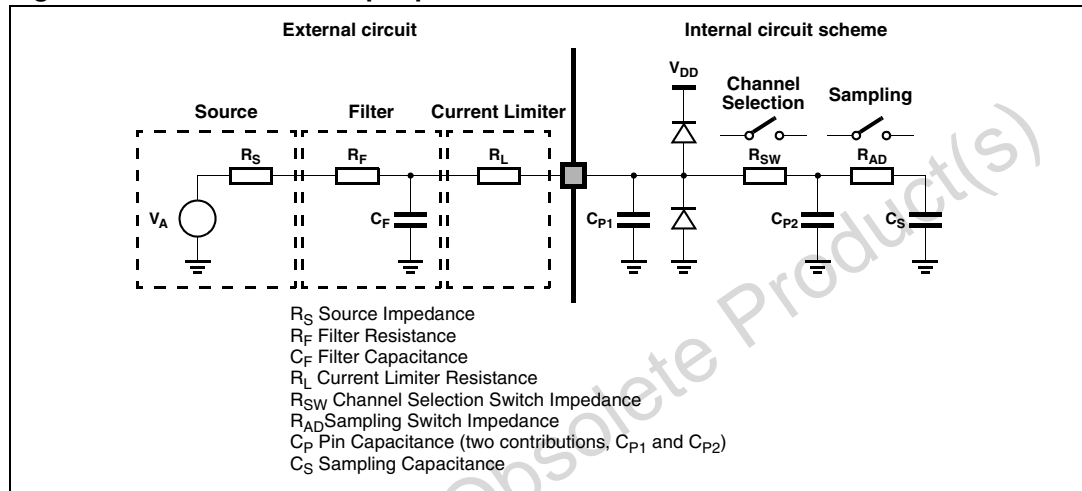 External circuit
Internal circuit scheme
Source
Filter
Current Limiter
VDD
Channel
Selection
Sampling
RS
RF
RL
RSW
RAD
VA
CF
CP1
CP2
CS
RS Source Impedance
RF Filter Resistance
CF Filter Capacitance
RL Current Limiter Resistance
RSW Channel Selection Switch Impedance
RADSampling Switch Impedance
CP Pin Capacitance (two contributions, CP1 and CP2)
CS Sampling Capacitance
Obsolete Product(s)